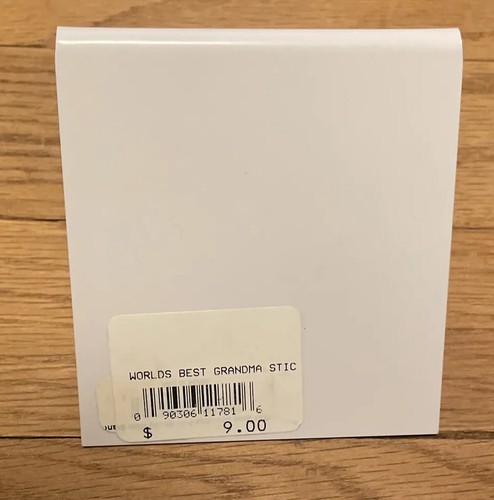 WORLDS BEST GRANDMA STIC
0 90306 11781 6
$ 9.00